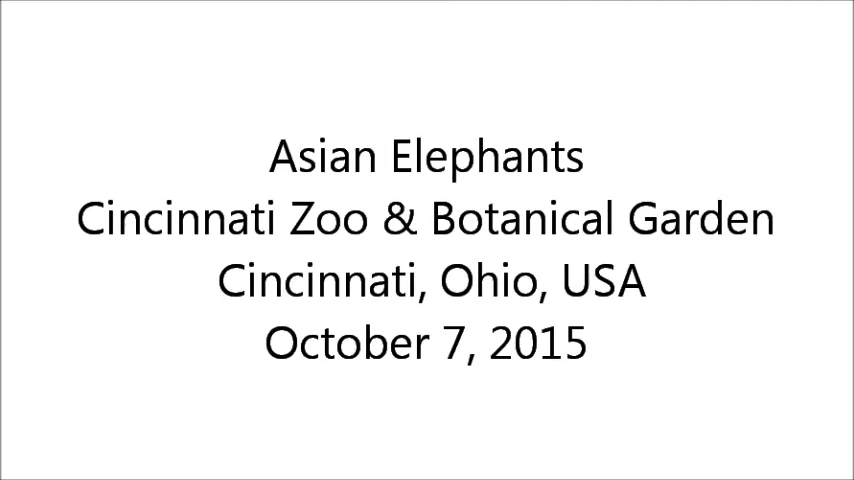 Asian Elephants
Cincinnati Zoo & Botanical Garden
Cincinnati, Ohio, USA
October 7, 2015